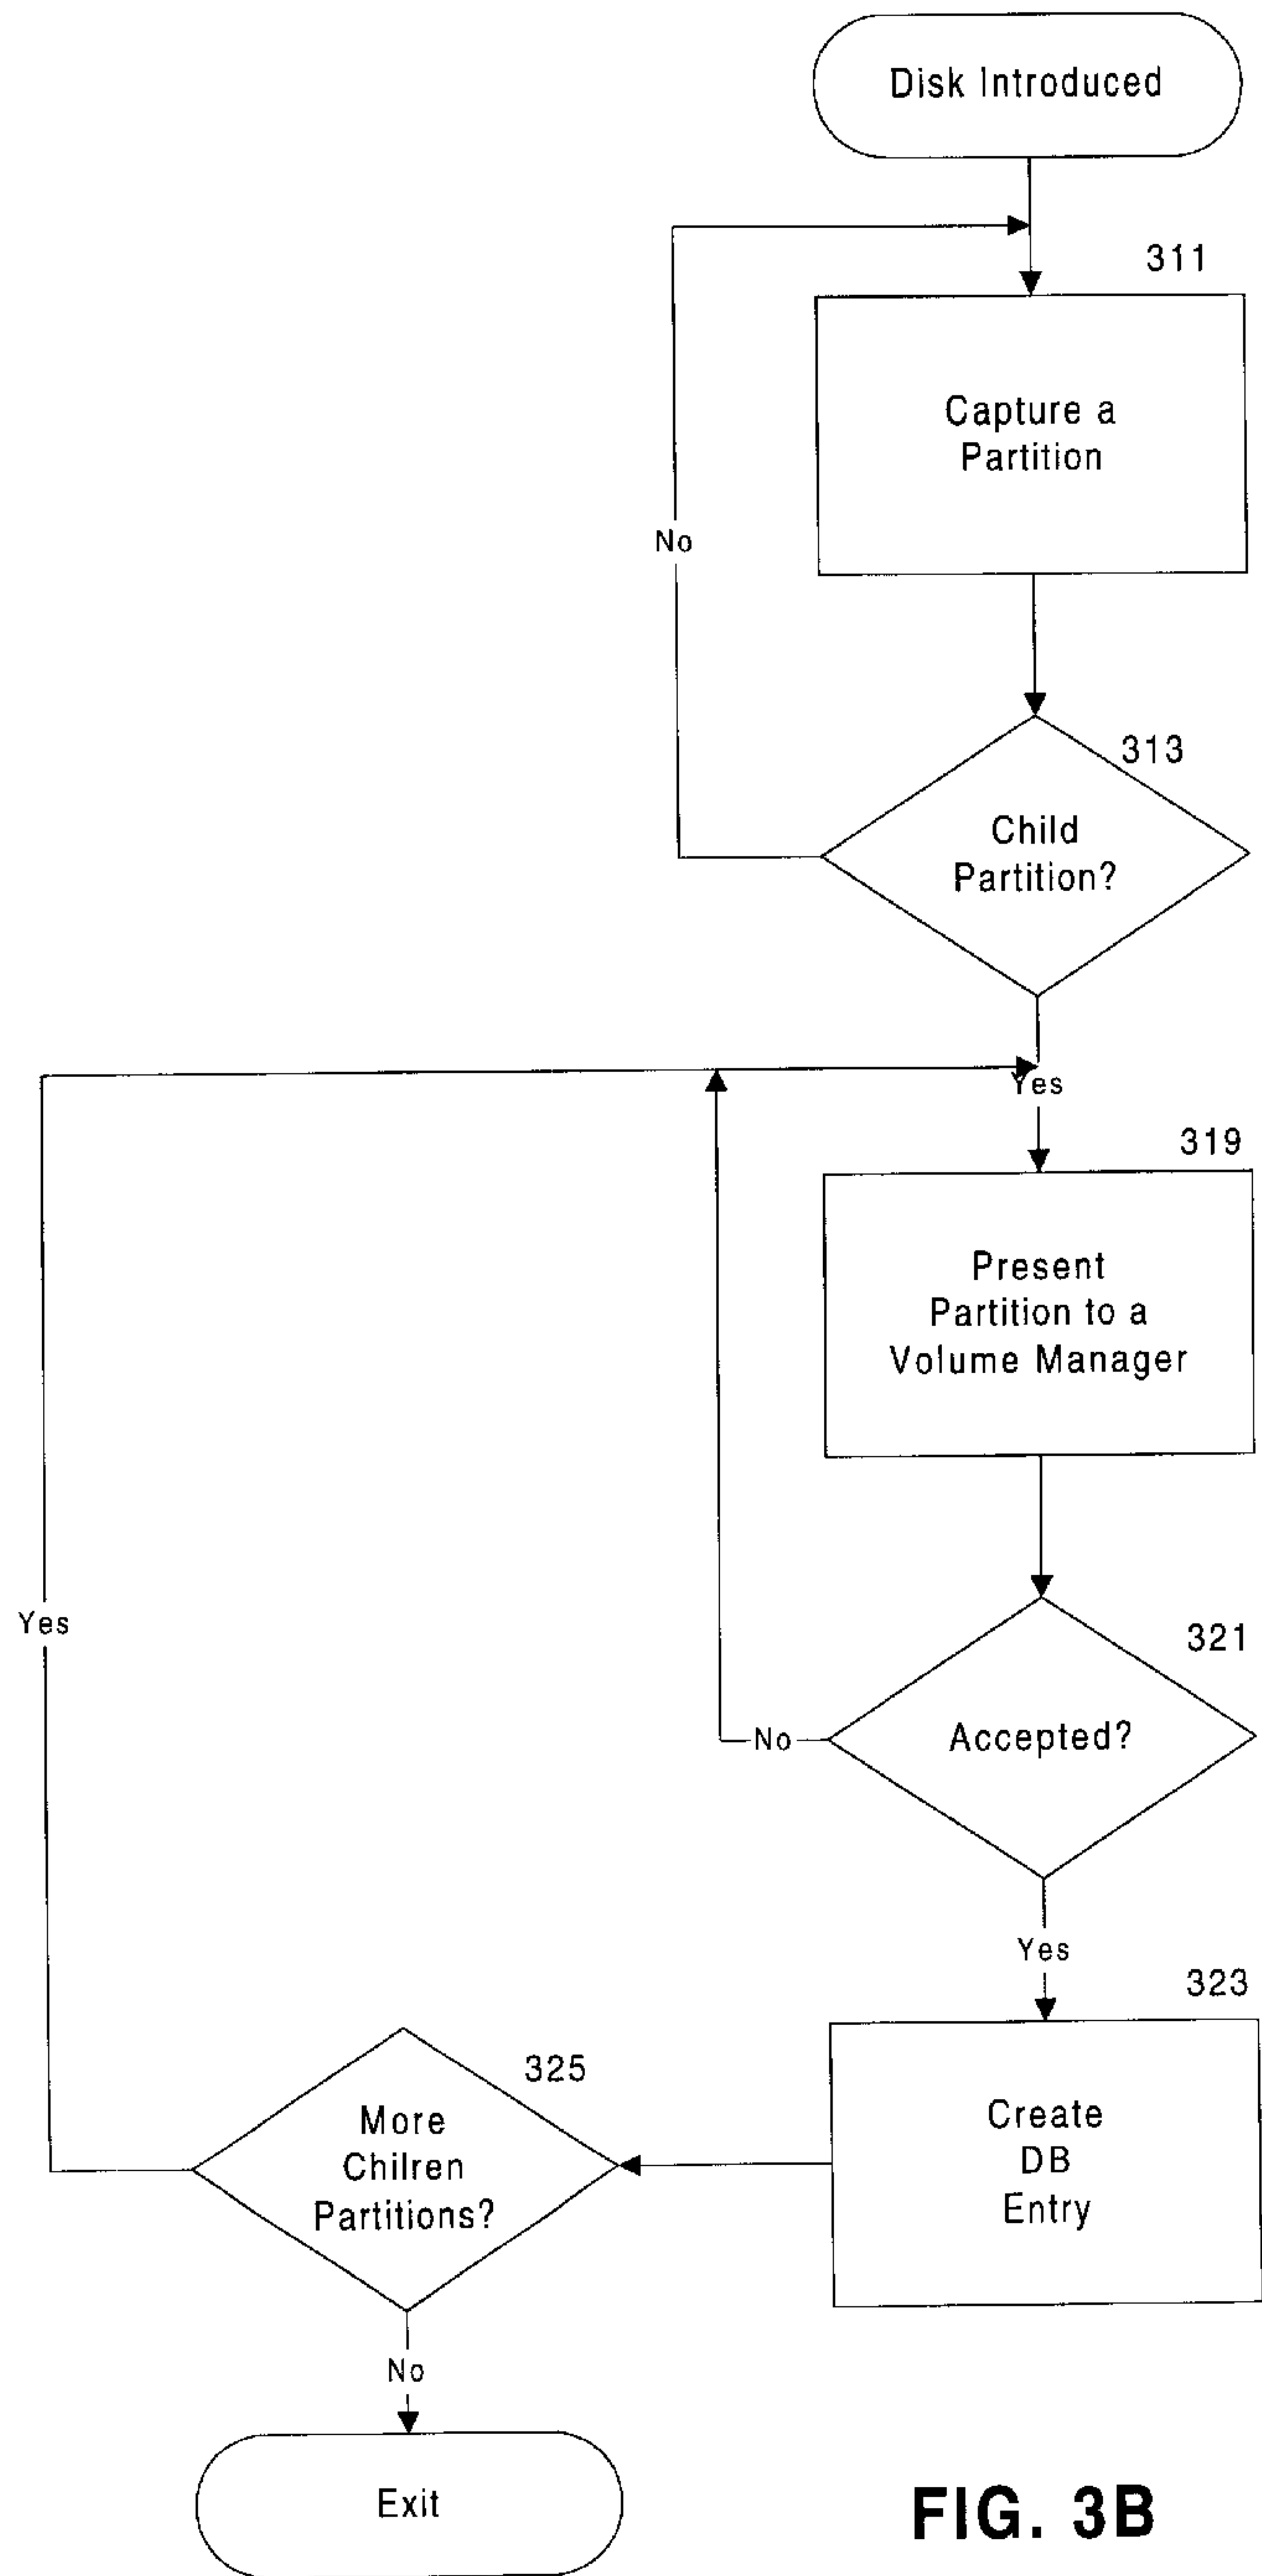 Disk Introduced
311
Capture a
Partition
No
313
Child
Partition?
Yes
319
Present
Partition to a
Volume Manager
Yes
321
Accepted?
No
Yes
323
Create
DB
Entry
325
More
Chilren
Partitions?
No
Exit
FIG. 3B